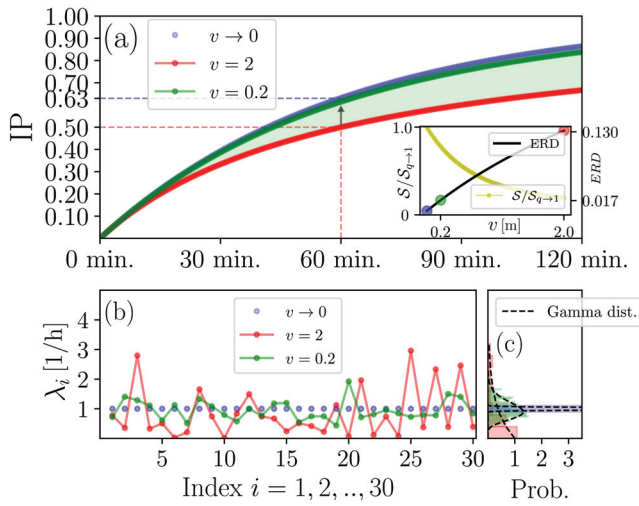 1.00
0.90
0.80
0.70
0.63
0.50
0.40
0.30
0.20
0.10
IP
(a)
v → 0
v = 2
v = 0.2
0 min.
30 min.
60 min.
90 min.
120 min.
1.0
0
S/S_{q→1}
ERD
S/S_{q→1}
0.130
0.017
ERD
0.2
v [m]
2.0
(b)
v → 0
v = 2
v = 0.2
4
3
2
1
λ_i [1/h]
5
10
15
20
25
30
Index i = 1, 2, .., 30
Gamma dist.
(c)
1
2
3
Prob.